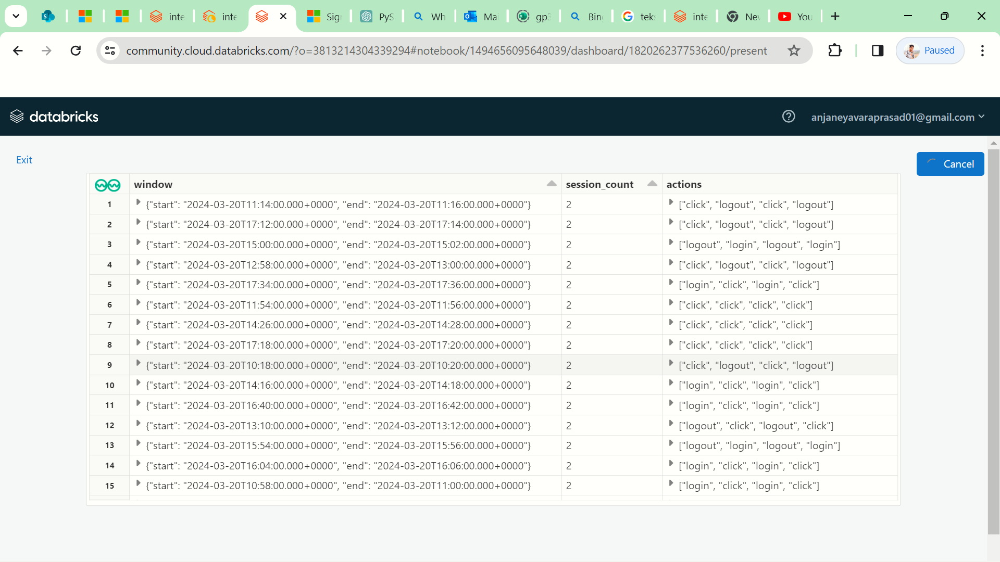 inte
inte
Sig
PyS
Wh
Mai
gp3
Bing
teks
inte
Nev
You
community.cloud.databricks.com/?o=3813214304339294#notebook/1494656095648039/dashboard/1820262377536260/present
Paused
databricks
anjaneyavaraprasad01@gmail.com
Exit
Cancel
window session_count actions
1 {"start": "2024-03-20T11:14:00.000+0000", "end": "2024-03-20T11:16:00.000+0000"} 2 ["click", "logout", "click", "logout"]
2 {"start": "2024-03-20T17:12:00.000+0000", "end": "2024-03-20T17:14:00.000+0000"} 2 ["click", "logout", "click", "logout"]
3 {"start": "2024-03-20T15:00:00.000+0000", "end": "2024-03-20T15:02:00.000+0000"} 2 ["logout", "login", "logout", "login"]
4 {"start": "2024-03-20T12:58:00.000+0000", "end": "2024-03-20T13:00:00.000+0000"} 2 ["click", "logout", "click", "logout"]
5 {"start": "2024-03-20T17:34:00.000+0000", "end": "2024-03-20T17:36:00.000+0000"} 2 ["login", "click", "login", "click"]
6 {"start": "2024-03-20T11:54:00.000+0000", "end": "2024-03-20T11:56:00.000+0000"} 2 ["click", "click", "click", "click"]
7 {"start": "2024-03-20T14:26:00.000+0000", "end": "2024-03-20T14:28:00.000+0000"} 2 ["click", "click", "click", "click"]
8 {"start": "2024-03-20T17:18:00.000+0000", "end": "2024-03-20T17:20:00.000+0000"} 2 ["click", "click", "click", "click"]
9 {"start": "2024-03-20T10:18:00.000+0000", "end": "2024-03-20T10:20:00.000+0000"} 2 ["click", "logout", "click", "logout"]
10 {"start": "2024-03-20T14:16:00.000+0000", "end": "2024-03-20T14:18:00.000+0000"} 2 ["login", "click", "login", "click"]
11 {"start": "2024-03-20T16:40:00.000+0000", "end": "2024-03-20T16:42:00.000+0000"} 2 ["login", "click", "login", "click"]
12 {"start": "2024-03-20T13:10:00.000+0000", "end": "2024-03-20T13:12:00.000+0000"} 2 ["logout", "click", "logout", "click"]
13 {"start": "2024-03-20T15:54:00.000+0000", "end": "2024-03-20T15:56:00.000+0000"} 2 ["logout", "login", "logout", "login"]
14 {"start": "2024-03-20T16:04:00.000+0000", "end": "2024-03-20T16:06:00.000+0000"} 2 ["login", "click", "login", "click"]
15 {"start": "2024-03-20T10:58:00.000+0000", "end": "2024-03-20T11:00:00.000+0000"} 2 ["login", "click", "login", "click"]